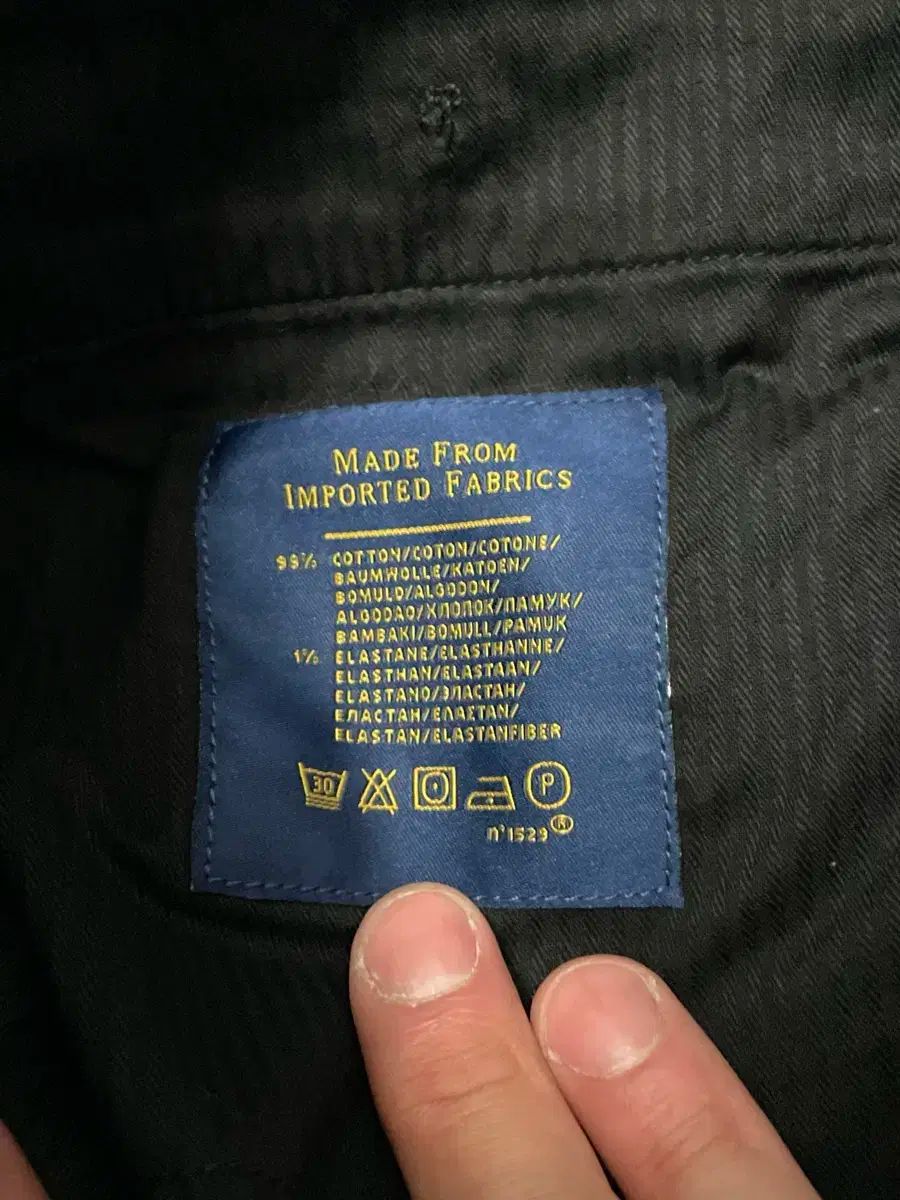 MADE FROM
IMPORTED FABRICS
99% COTTON/COTON/COTONE/
BAUMWOLLE/KATOEN/
BOMULD/ALGODON/
ALGODAO/ХЛОПОК/ПАМУК/
BAMBAKI/BOMULL/PAMUK
1% ELASTANE/ELASTHANNE/
ELASTHAN/ELASTAAN/
ELASTANO/ЭЛАСТАН/
ЕЛАСТАН/ΕΛΑΣΤΑΝ/
ELASTAN/ELASTANFIBER
30 P
n°1529 ®